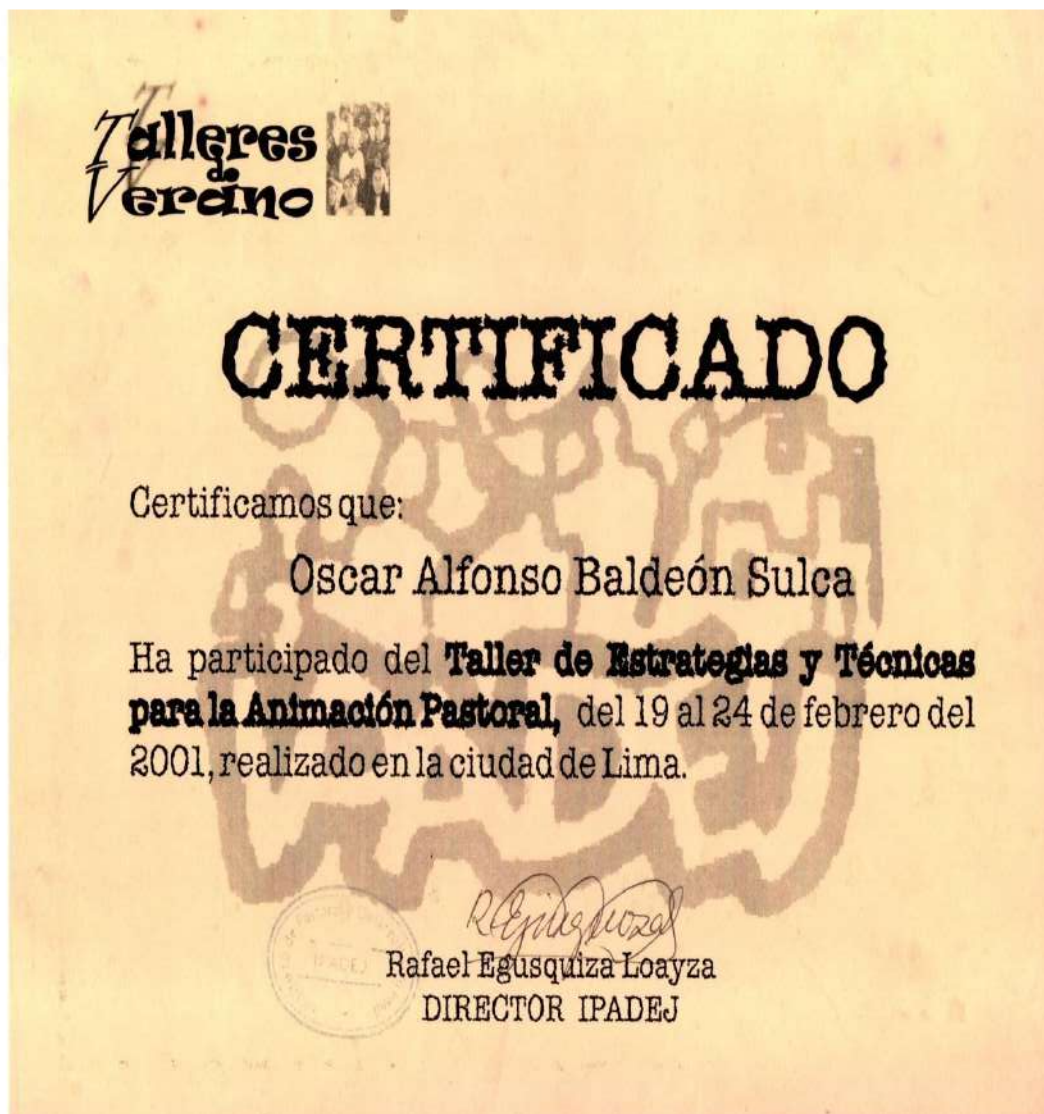 Talleres
de
Verano
CERTIFICADO
Certificamos que:
Oscar Alfonso Baldeón Sulca
Ha participado del Taller de Estrategias y Técnicas
para la Animación Pastoral, del 19 al 24 de febrero del
2001, realizado en la ciudad de Lima.
IPADEJ
Rafael Egusquiza Loayza
DIRECTOR IPADEJ